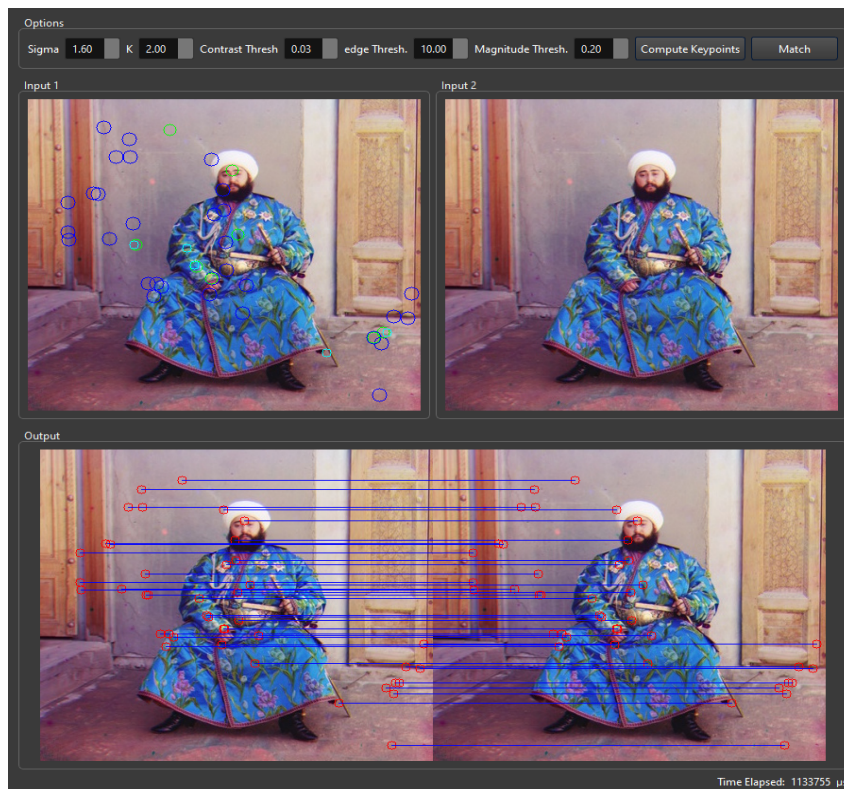 Options
Sigma 1.60 K 2.00 Contrast Thresh 0.03 edge Thresh. 10.00 Magnitude Thresh. 0.20 Compute Keypoints Match
Input 1
Input 2
Output
Time Elapsed: 1133755 µs